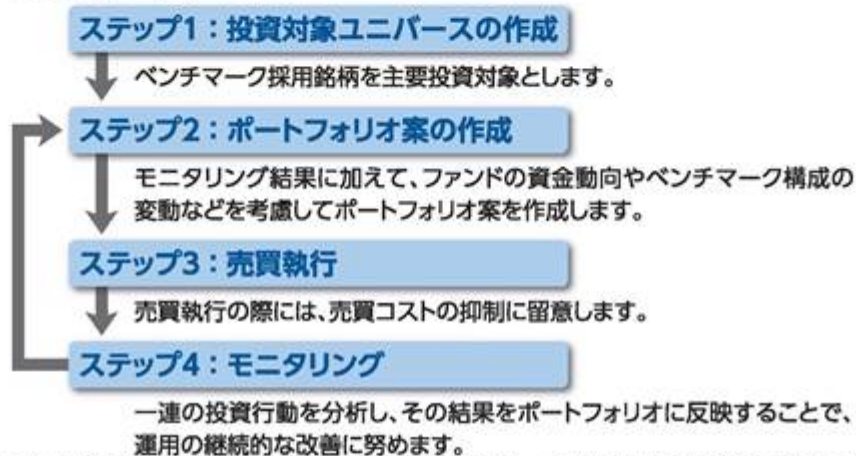 ステップ1：投資対象ユニバースの作成
ベンチマーク採用銘柄を主要投資対象とします。
ステップ2：ポートフォリオ案の作成
モニタリング結果に加えて、ファンドの資金動向やベンチマーク構成の
変動などを考慮してポートフォリオ案を作成します。
ステップ3：売買執行
売買執行の際には、売買コストの抑制に留意します。
ステップ4：モニタリング
一連の投資行動を分析し、その結果をポートフォリオに反映することで、
運用の継続的な改善に努めます。